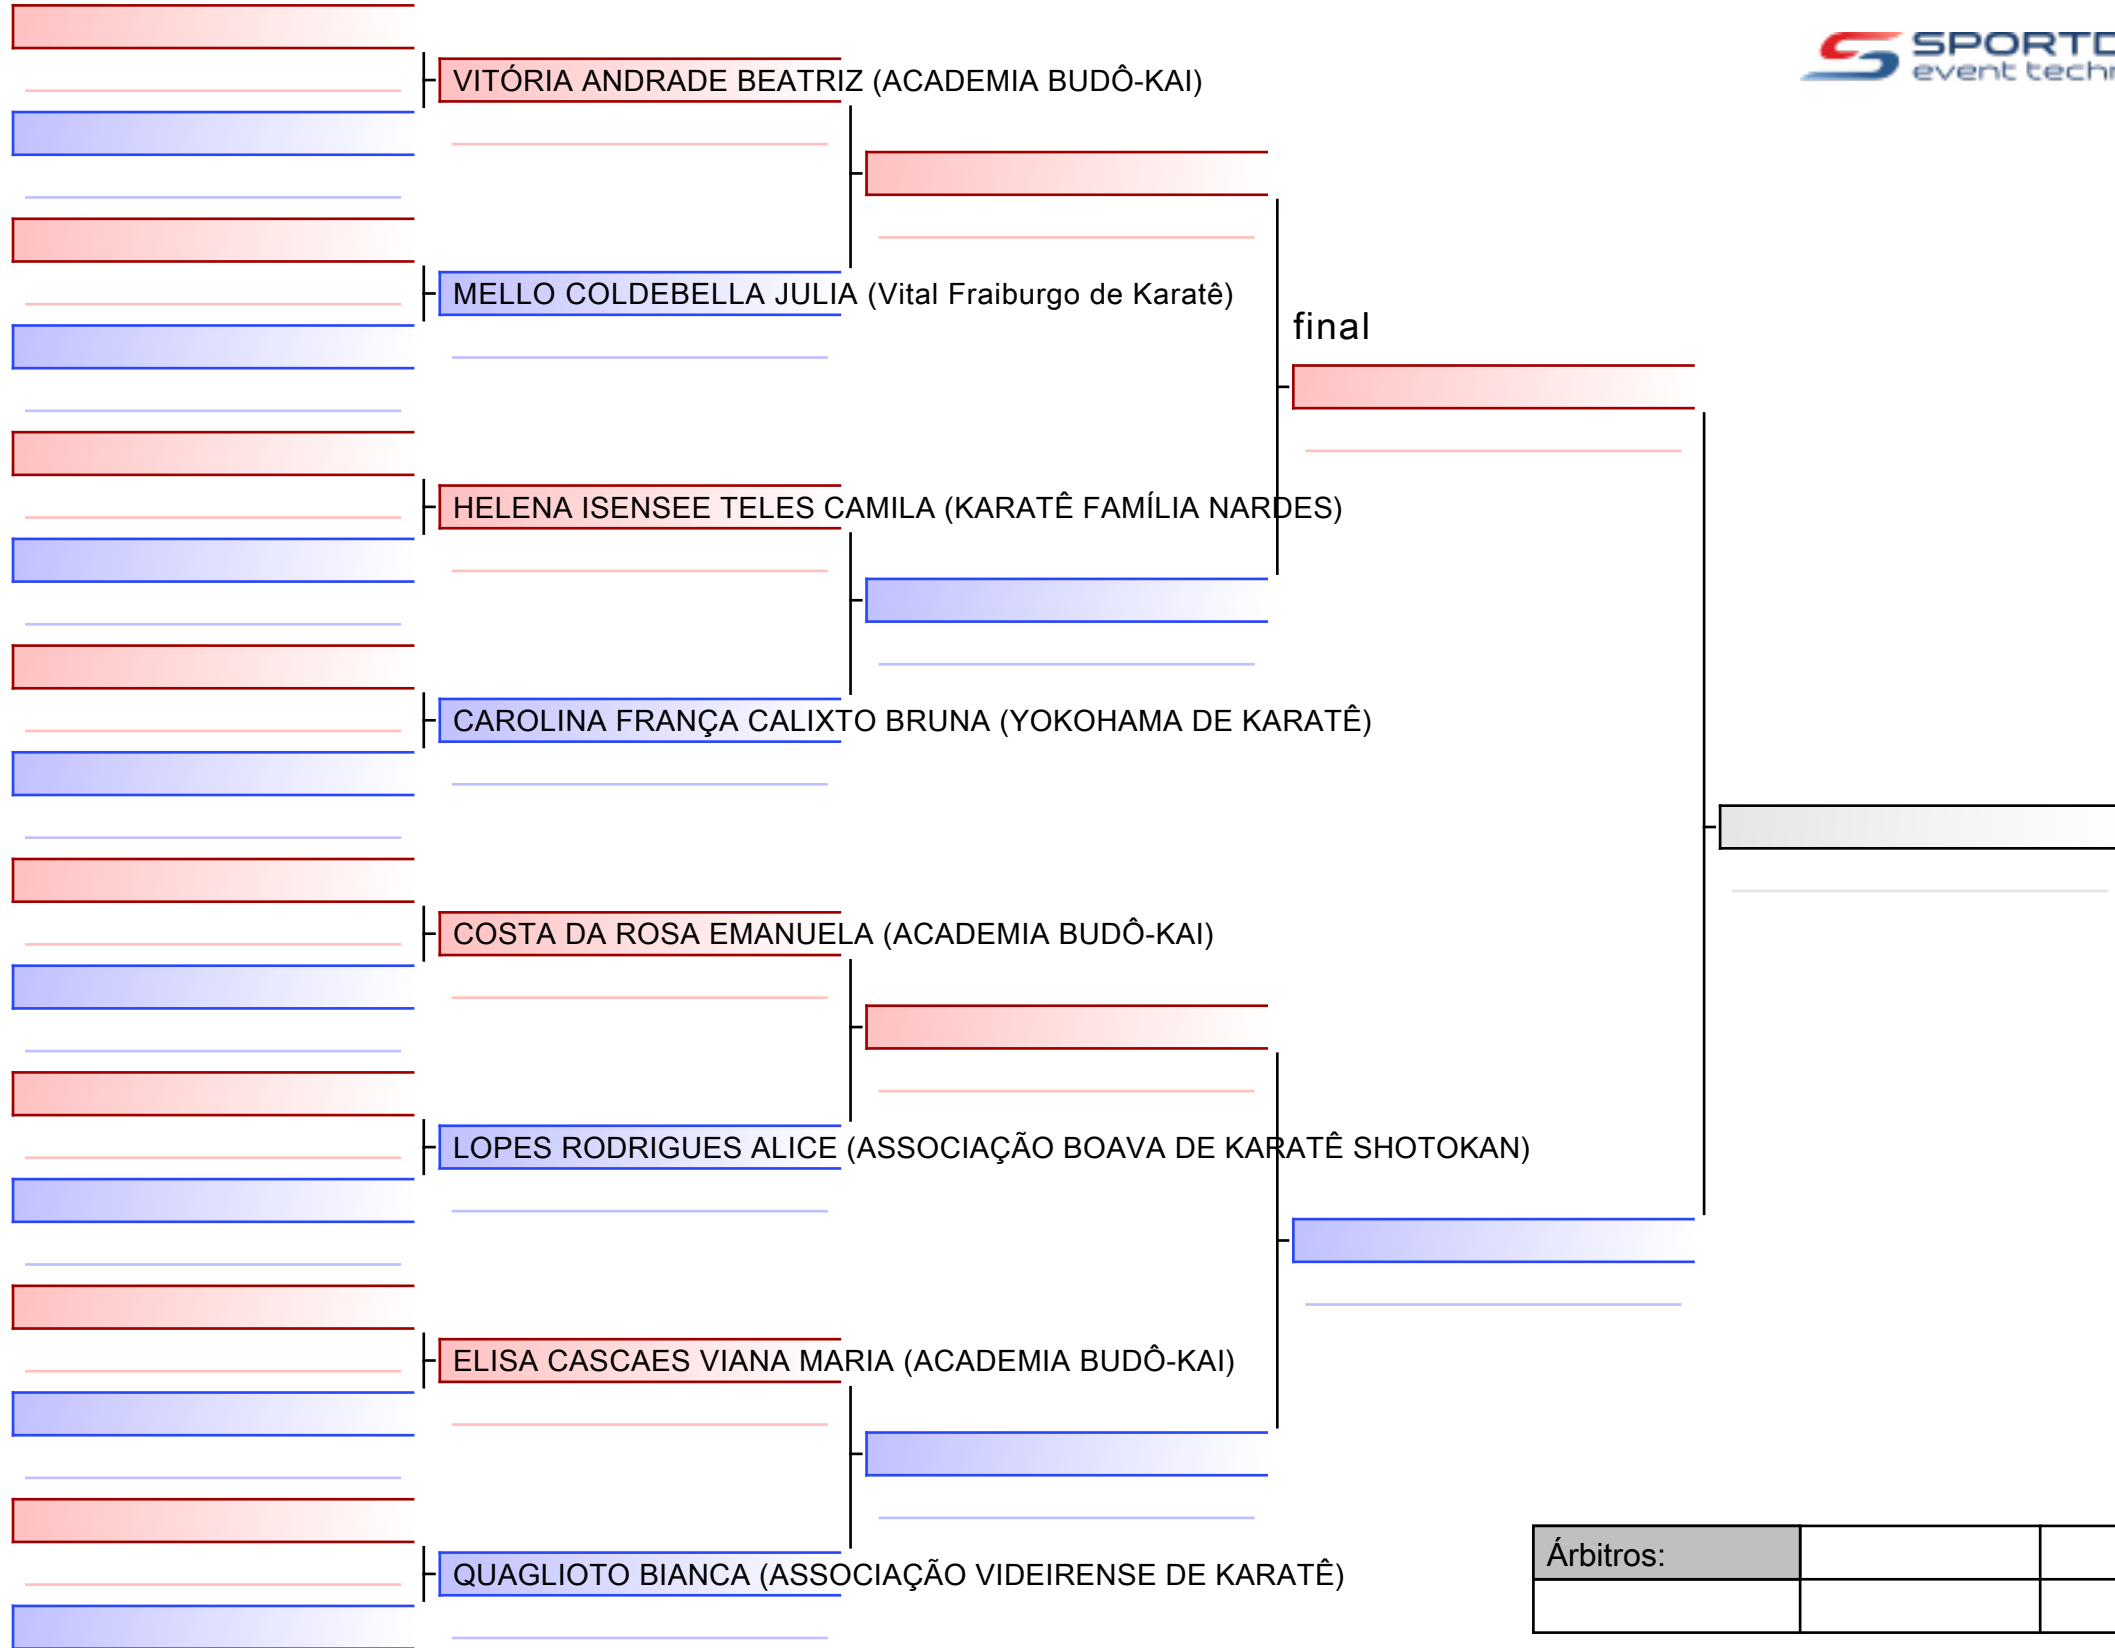 SPORTD
event techn
VITÓRIA ANDRADE BEATRIZ (ACADEMIA BUDÔ-KAI)
MELLO COLDEBELLA JULIA (Vital Fraiburgo de Karatê)
final
HELENA ISENSEE TELES CAMILA (KARATÊ FAMÍLIA NARDES)
CAROLINA FRANÇA CALIXTO BRUNA (YOKOHAMA DE KARATÊ)
COSTA DA ROSA EMANUELA (ACADEMIA BUDÔ-KAI)
LOPES RODRIGUES ALICE (ASSOCIAÇÃO BOAVA DE KARATÊ SHOTOKAN)
ELISA CASCAES VIANA MARIA (ACADEMIA BUDÔ-KAI)
Árbitros:
QUAGLIOTO BIANCA (ASSOCIAÇÃO VIDEIRENSE DE KARATÊ)